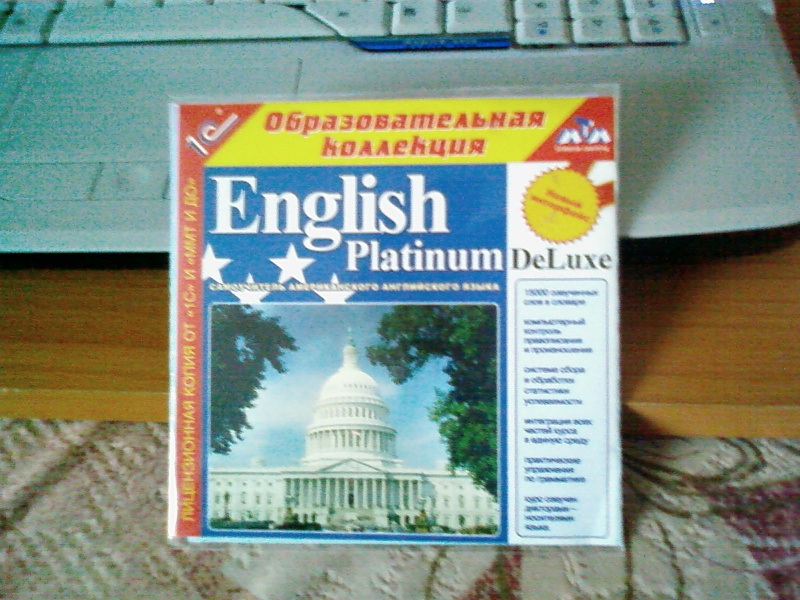 1С
Образовательная
коллекция
English
Platinum DeLuxe
Новый
интерфейс
САМОУЧИТЕЛЬ АМЕРИКАНСКОГО АНГЛИЙСКОГО ЯЗЫКА
ЛИЦЕНЗИОННАЯ КОПИЯ ОТ «1С» И «ММТ И ДО»
15000 озвученных
слов в словаре
компьютерный
контроль
правописания
и произношения
система сбора
и обработки
статистики
успеваемости
интеграция всех
частей курса
в единую среду
практические
упражнения
по грамматике
курс озвучен
дикторами –
носителями
языка